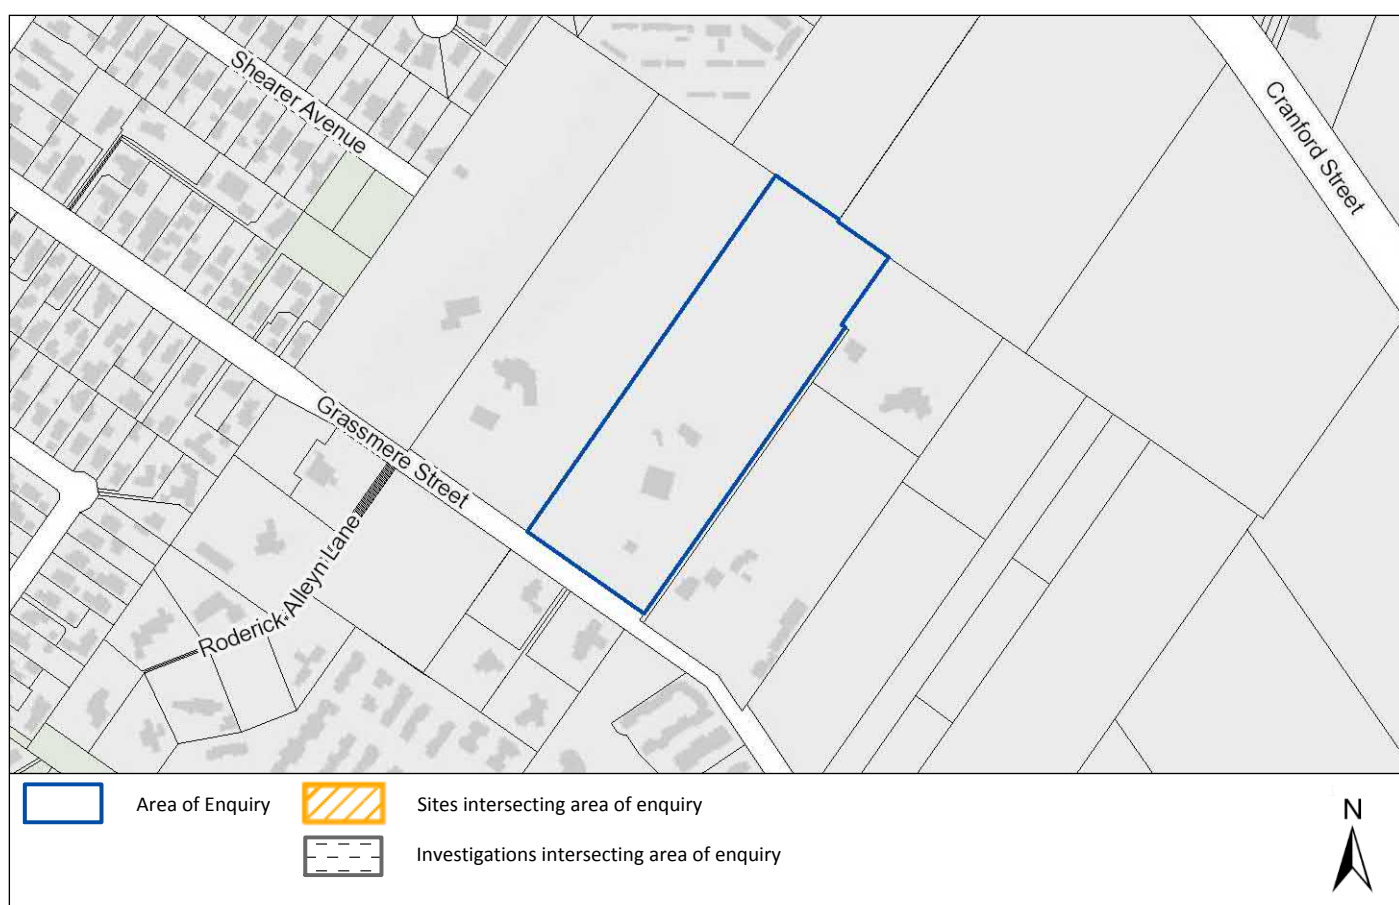 Shearer Avenue
Cranford Street
Grassmere Street
Roderick Alleyn Lane
Area of Enquiry
Sites intersecting area of enquiry
Investigations intersecting area of enquiry
N